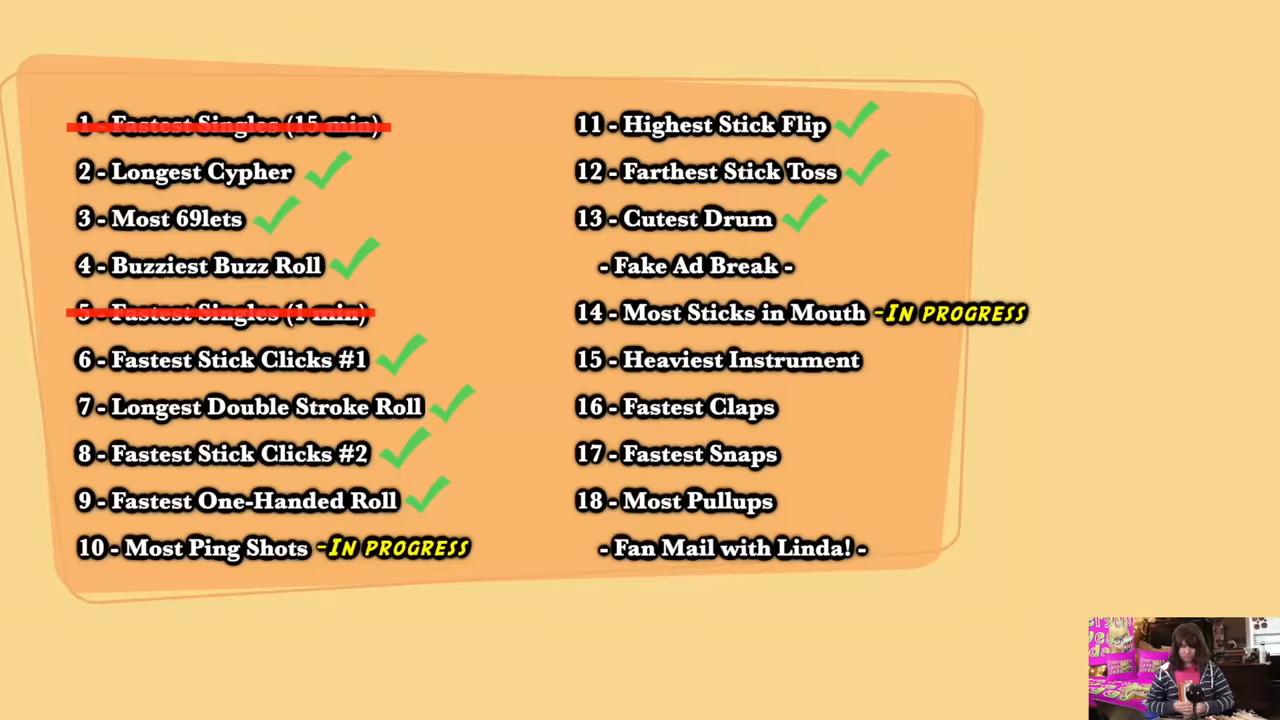 1 - Fastest Singles (15 min)
2 - Longest Cypher
3 - Most 69lets
4 - Buzziest Buzz Roll
5 - Fastest Singles (1 min)
6 - Fastest Stick Clicks #1
7 - Longest Double Stroke Roll
8 - Fastest Stick Clicks #2
9 - Fastest One-Handed Roll
10 - Most Ping Shots -In progress
11 - Highest Stick Flip
12 - Farthest Stick Toss
13 - Cutest Drum
- Fake Ad Break -
14 - Most Sticks in Mouth -In progress
15 - Heaviest Instrument
16 - Fastest Claps
17 - Fastest Snaps
18 - Most Pullups
- Fan Mail with Linda! -